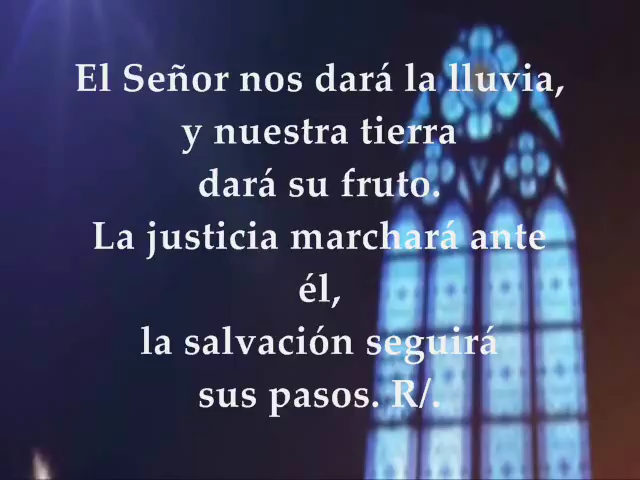 El Señor nos dará la lluvia,
y nuestra tierra
dará su fruto.
La justicia marchará ante
él,
la salvación seguirá
sus pasos. R/.